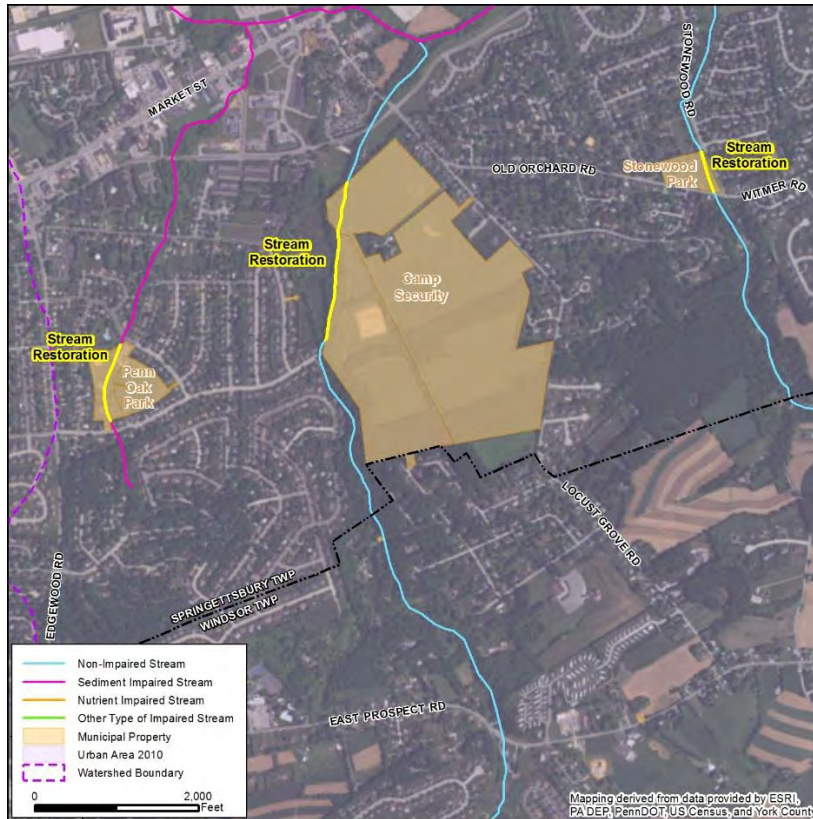 MARKET ST
STONEWOOD RD
OLD ORCHARD RD
Stonewood
Park
Stream
Restoration
WITMER RD
Stream
Restoration
Camp
Security
Stream
Restoration
Penn
Oak
Park
LOCUST GROVE RD
EDGEWOOD RD
SPRINGETTSBURY TWP
WINDSOR TWP
EAST PROSPECT RD
Non-Impaired Stream
Sediment Impaired Stream
Nutrient Impaired Stream
Other Type of Impaired Stream
Municipal Property
Urban Area 2010
Watershed Boundary
0 2,000
Feet
Mapping derived from data provided by ESRI,
PA DEP, PennDOT, US Census, and York County